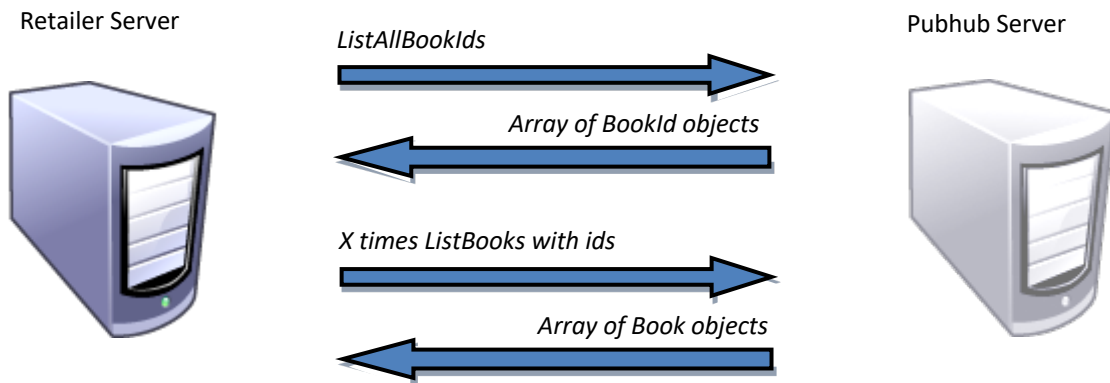 Retailer Server
Pubhub Server
ListAllBookIds
Array of BookId objects
X times ListBooks with ids
Array of Book objects